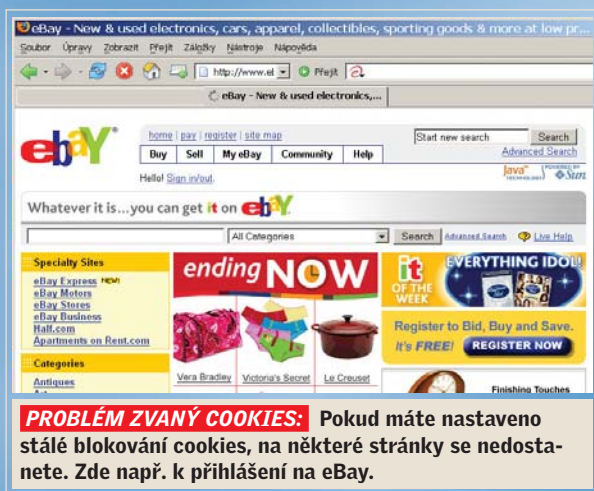 eBay - New & used electronics, cars, apparel, collectibles, sporting goods & more at low pr...
Soubor Úpravy Zobrazit Přejít Záložky Nástroje Nápověda
http://www.el Přejít
eBay - New & used electronics,...
ebY
home | pay | register | site map
Start new search Search
Buy Sell My eBay Community Help
Advanced Search
Hello! Sign in/out.
Java TECHNOLOGY POWERED BY Sun
Whatever it is...you can get it on ebY.
All Categories Search Advanced Search Live Help
Specialty Sites
eBay Express NEW!
eBay Motors
eBay Stores
eBay Business
Half.com
Apartments on Rent.com
Categories
Antiques
ending NOW
Vera Bradley Victoria's Secret Le Creuset
it OF THE WEEK
EVERYTHING IDOL!
Register to Bid, Buy and Save.
It's FREE! REGISTER NOW
Finishing Touches
PROBLÉM ZVANÝ COOKIES: Pokud máte nastaveno
stálé blokování cookies, na některé stránky se nedosta-
nete. Zde např. k přihlášení na eBay.